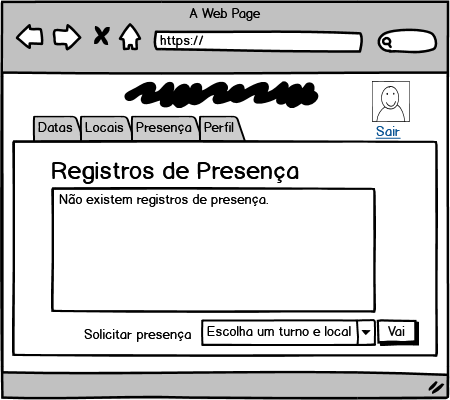 A Web Page
https://
Sair
Datas Locais Presença Perfil
Registros de Presença
Não existem registros de presença.
Solicitar presença Escolha um turno e local Vai